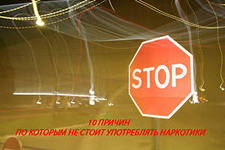 STOP
10 ПРИЧИН
ПО КОТОРЫМ НЕ СТОИТ УПОТРЕБЛЯТЬ НАРКОТИКИ